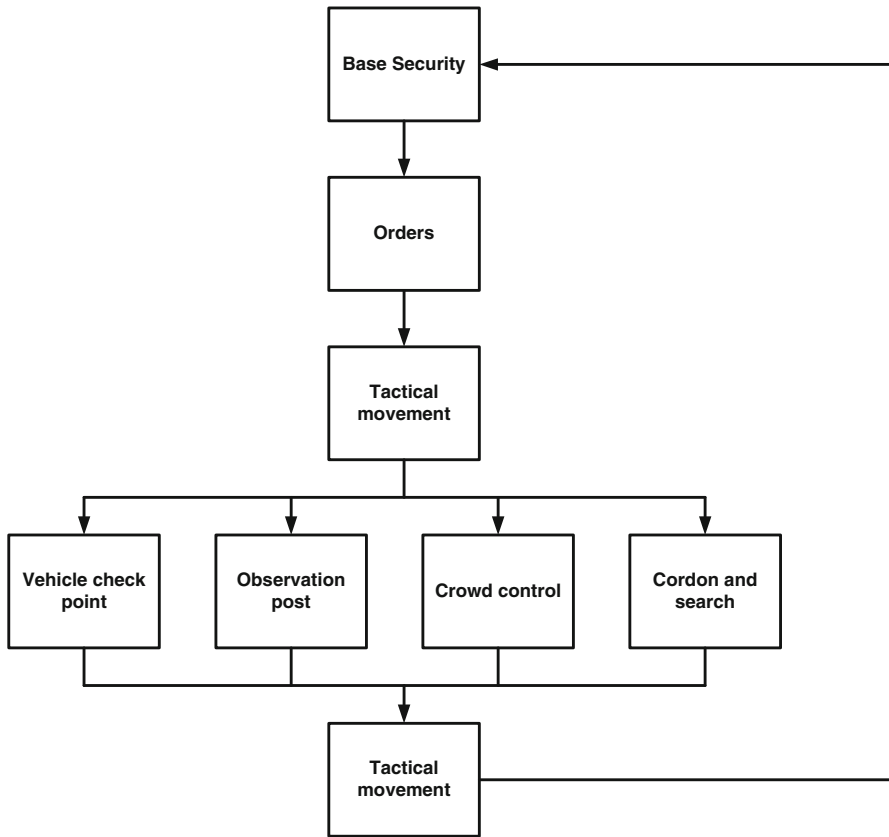 Base Security
Orders
Tactical
movement
Vehicle check
point
Observation
post
Crowd control
Cordon and
search
Tactical
movement